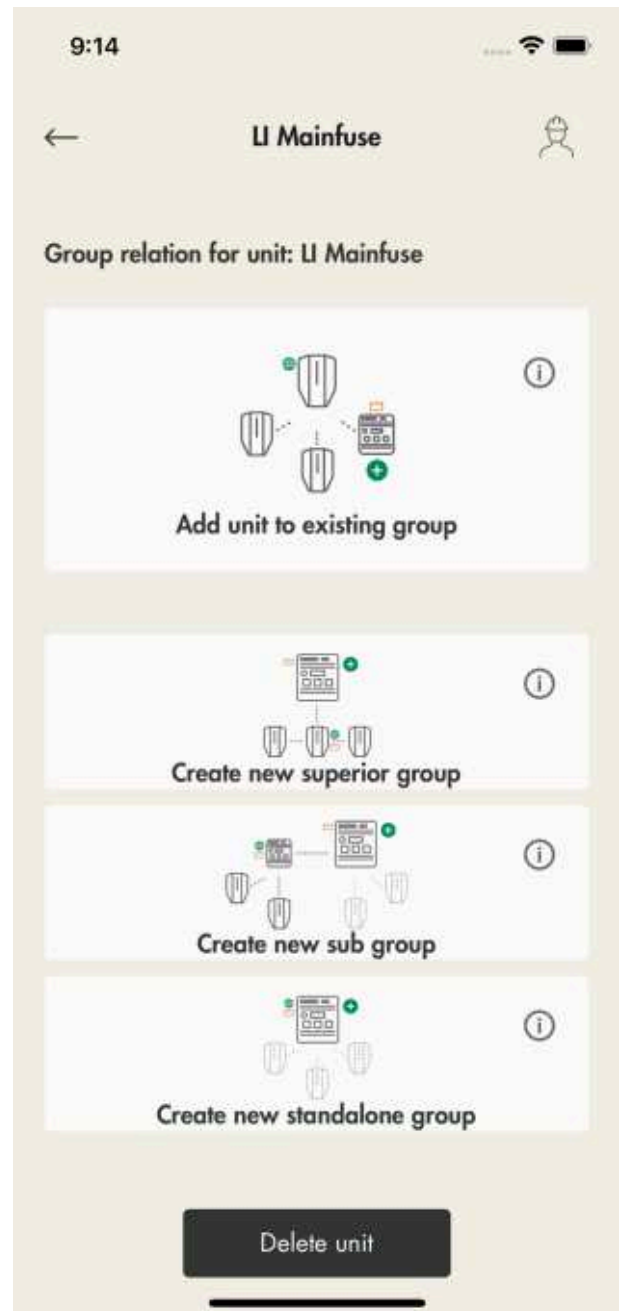 9:14
LI Mainfuse
Group relation for unit: LI Mainfuse
Add unit to existing group
Create new superior group
Create new sub group
Create new standalone group
Delete unit